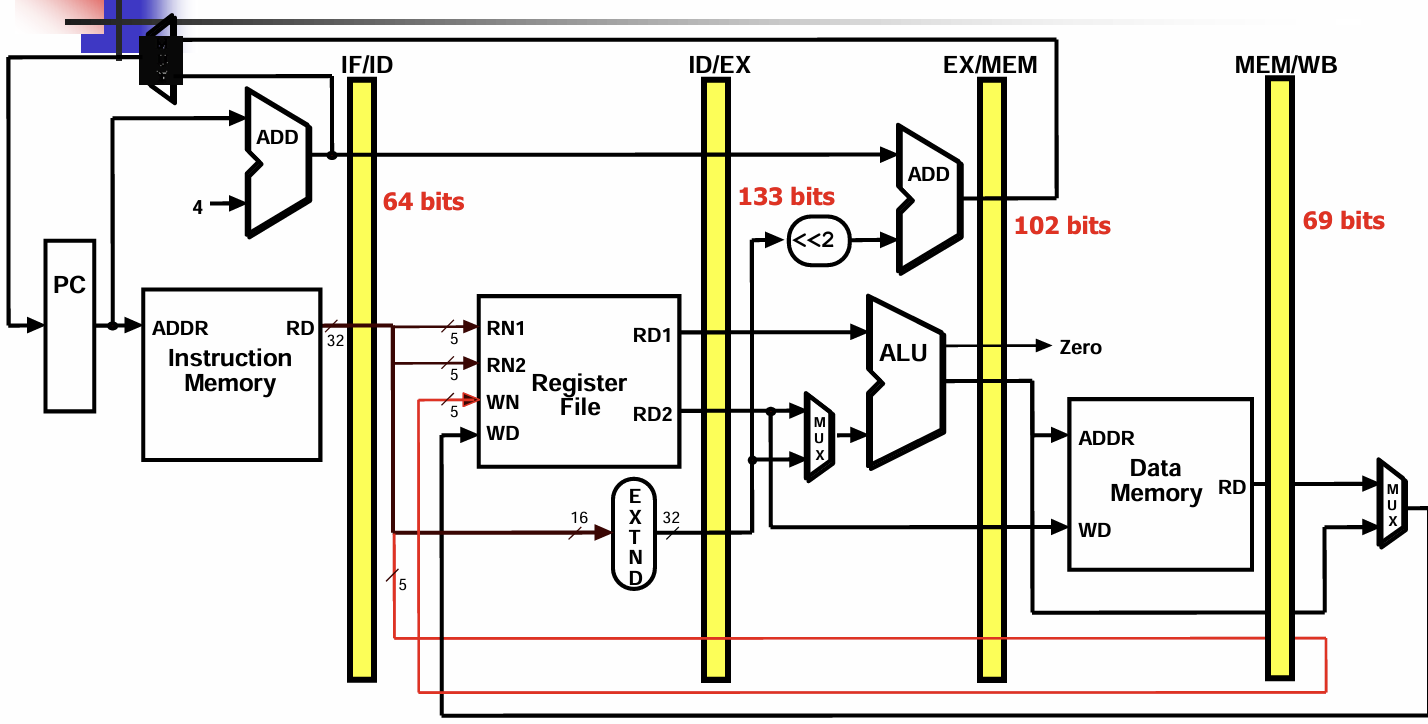 IF/ID
ID/EX
EX/MEM
MEM/WB
ADD
4
64 bits
133 bits
ADD
<<2
102 bits
69 bits
PC
ADDR
RD
32
Instruction
Memory
RN1
5
RN2
5
WN
5
WD
Register
File
RD1
RD2
16
E
X
T
N
D
32
5
M
U
X
ALU
Zero
ADDR
Data
Memory
RD
WD
M
U
X